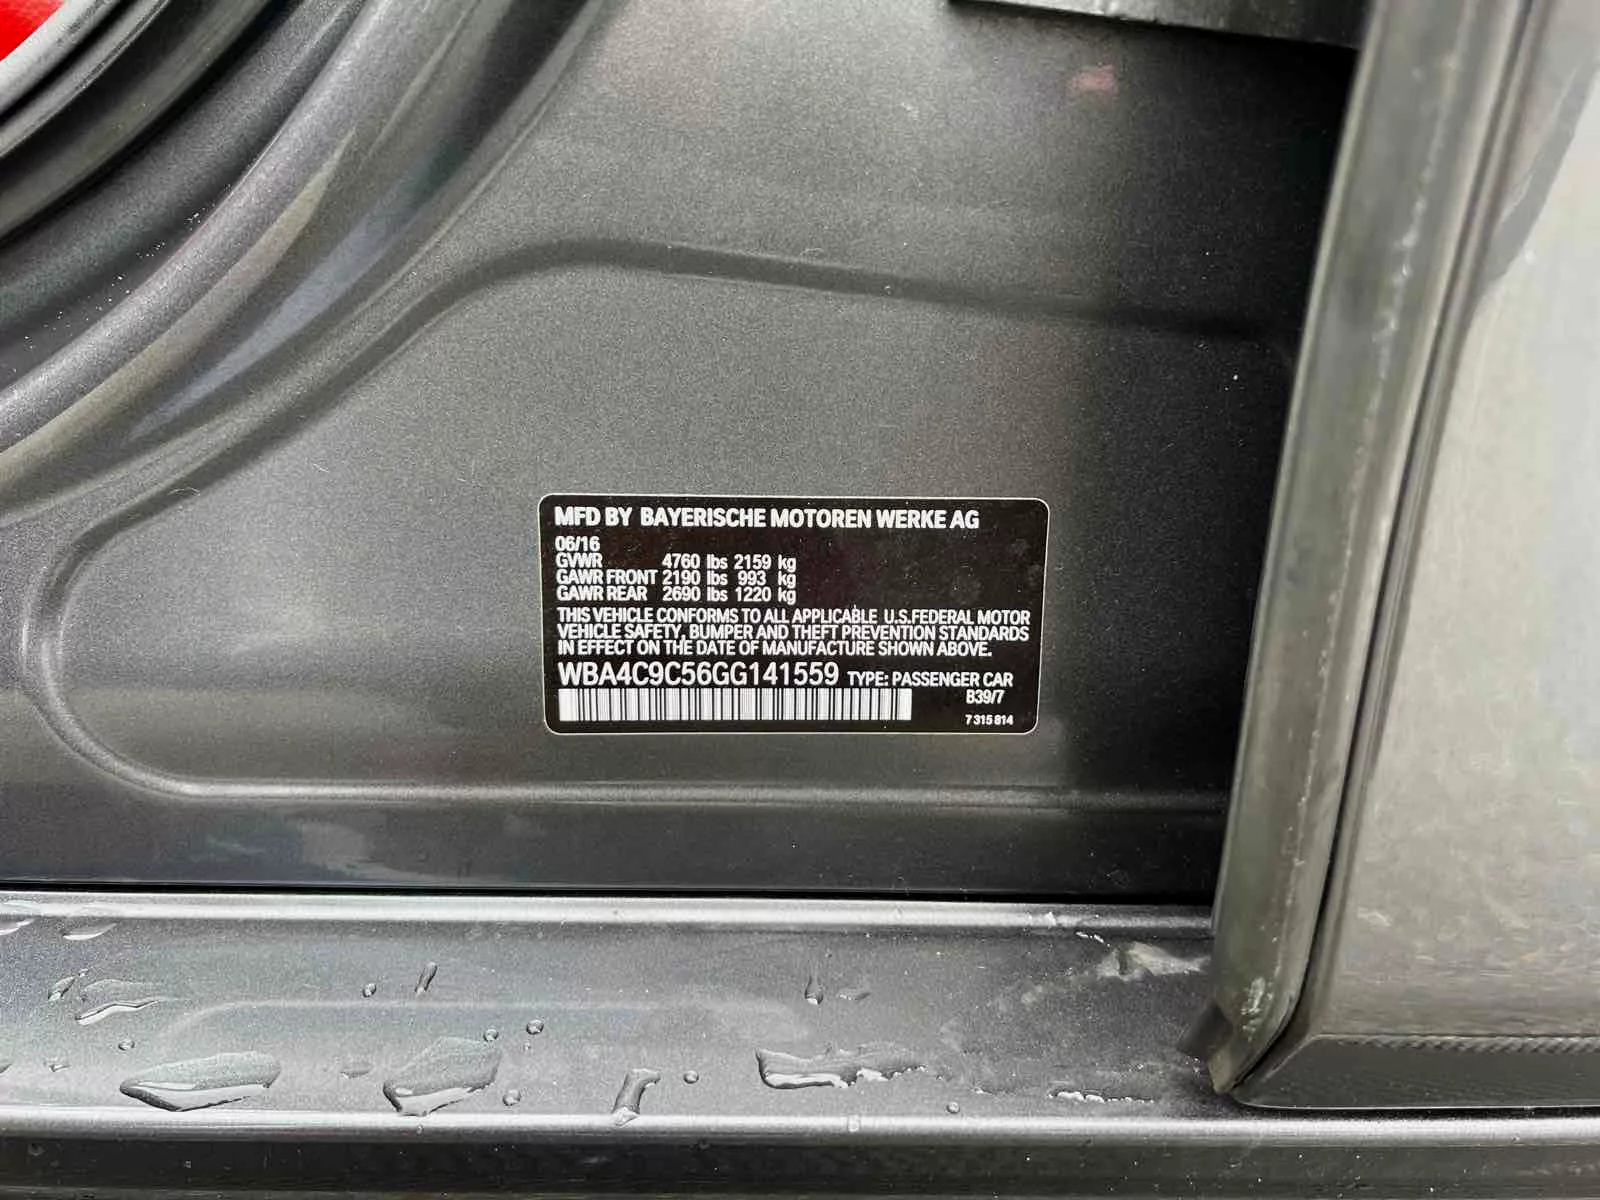 MFD BY BAYERISCHE MOTOREN WERKE AG
06/16
GVWR 4760 lbs 2159 kg
GAWR FRONT 2190 lbs 993 kg
GAWR REAR 2690 lbs 1220 kg
THIS VEHICLE CONFORMS TO ALL APPLICABLE U.S.FEDERAL MOTOR
VEHICLE SAFETY, BUMPER AND THEFT PREVENTION STANDARDS
IN EFFECT ON THE DATE OF MANUFACTURE SHOWN ABOVE.
WBA4C9C56GG141559 TYPE: PASSENGER CAR
B39/7
7 315 814